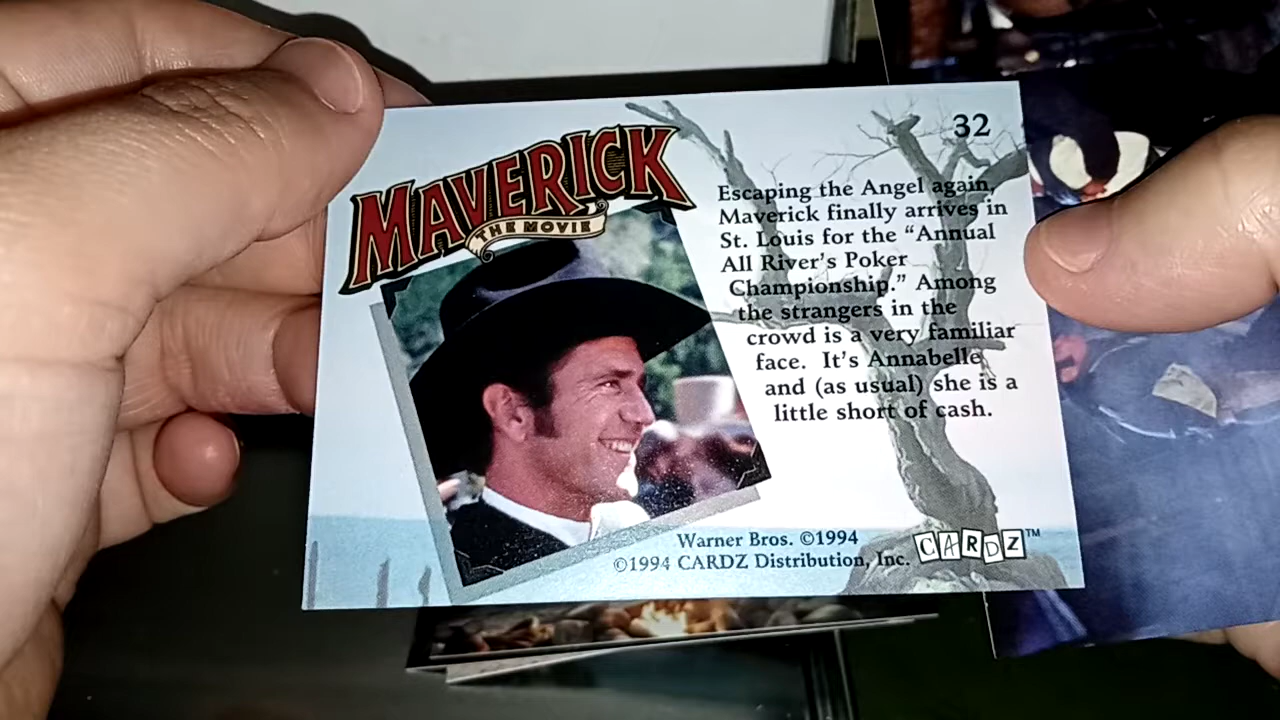 32
MAVERICK
THE MOVIE
Escaping the Angel again,
Maverick finally arrives in
St. Louis for the “Annual
All River’s Poker
Championship.” Among
the strangers in the
crowd is a very familiar
face. It’s Annabelle,
and (as usual) she is a
little short of cash.
Warner Bros. ©1994
©1994 CARDZ Distribution, Inc.
CARDZ™